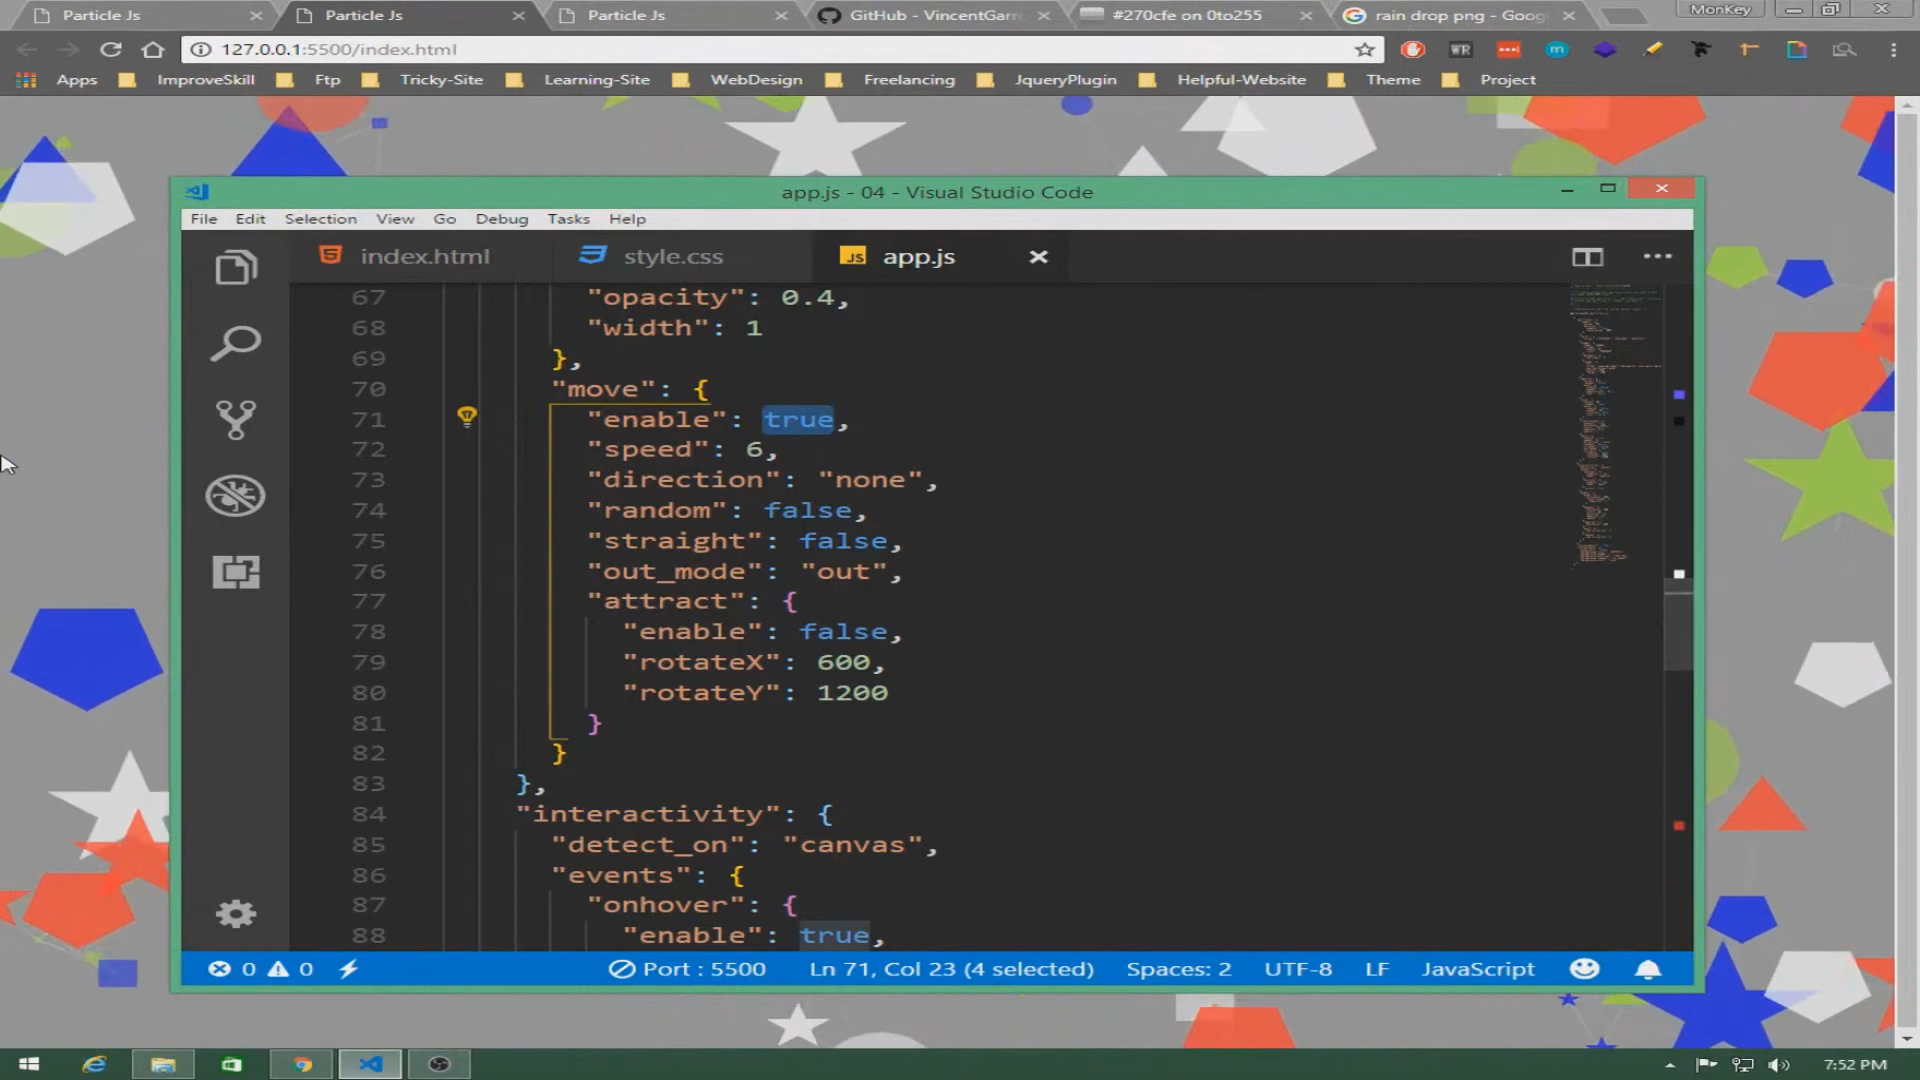 Particle Js
Particle Js
Particle Js
GitHub - VincentGarre
#270cfe on 0to255
rain drop png - Goog
MonKey
127.0.0.1:5500/index.html
WR
m
Apps
ImproveSkill
Ftp
Tricky-Site
Learning-Site
WebDesign
Freelancing
JqueryPlugin
Helpful-Website
Theme
Project
app.js - 04 - Visual Studio Code
File Edit Selection View Go Debug Tasks Help
index.html
style.css
JS app.js
67 "opacity": 0.4,
68 "width": 1
69 },
70 "move": {
71 "enable": true,
72 "speed": 6,
73 "direction": "none",
74 "random": false,
75 "straight": false,
76 "out_mode": "out",
77 "attract": {
78 "enable": false,
79 "rotateX": 600,
80 "rotateY": 1200
81 }
82 }
83 },
84 "interactivity": {
85 "detect_on": "canvas",
86 "events": {
87 "onhover": {
88 "enable": true,
0 0 Port : 5500 Ln 71, Col 23 (4 selected) Spaces: 2 UTF-8 LF JavaScript
7:52 PM